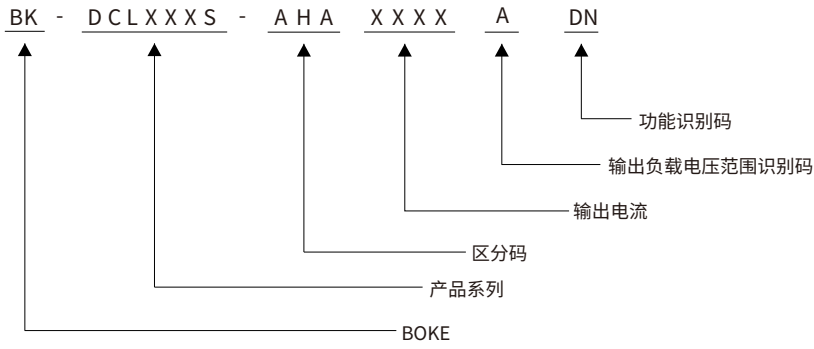 BK - DCLXXXS - AHA XXXX A DN
功能识别码
输出负载电压范围识别码
输出电流
区分码
产品系列
BOKE